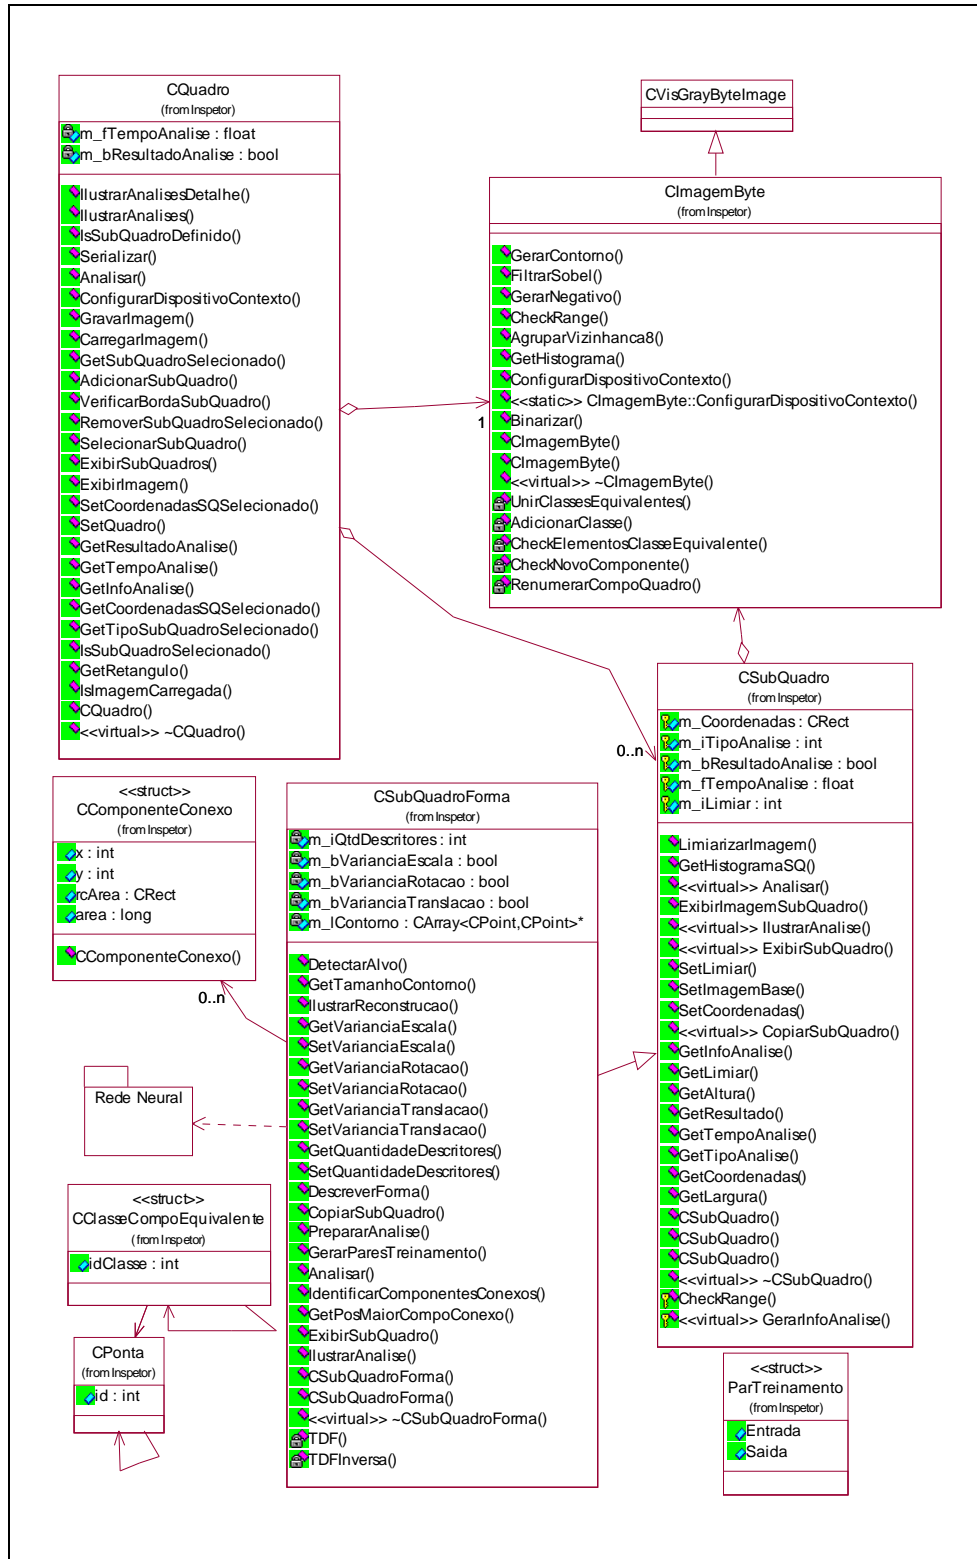 CQuadro
(from Inspetor)
m_fTempoAnalise : float
m_bResultadoAnalise : bool
IlustrarAnalisesDetalhe()
IlustrarAnalises()
IsSubQuadroDefinido()
Serializar()
Analisar()
ConfigurarDispositivoContexto()
GravarImagem()
CarregarImagem()
GetSubQuadroSelecionado()
AdicionarSubQuadro()
VerificarBordaSubQuadro()
RemoverSubQuadroSelecionado()
SelecionarSubQuadro()
ExibirSubQuadros()
ExibirImagem()
SetCoordenadasSQSelecionado()
SetQuadro()
GetResultadoAnalise()
GetTempoAnalise()
GetInfoAnalise()
GetCoordenadasSQSelecionado()
GetTipoSubQuadroSelecionado()
IsSubQuadroSelecionado()
GetRetangulo()
IsImagemCarregada()
CQuadro()
<<virtual>> ~CQuadro()
CVisGrayByteImage
CImagemByte
(from Inspetor)
GerarContorno()
FiltrarSobel()
GerarNegativo()
CheckRange()
AgruparVizinhanca8()
GetHistograma()
ConfigurarDispositivoContexto()
<<static>> CImagemByte::ConfigurarDispositivoContexto()
Binarizar()
CImagemByte()
CImagemByte()
<<virtual>> ~CImagemByte()
UnirClassesEquivalentes()
AdicionarClasse()
CheckElementosClasseEquivalente()
CheckNovoComponente()
RenumerarCompoQuadro()
1
0..n
CSubQuadro
(from Inspetor)
m_Coordenadas : CRect
m_iTipoAnalise : int
m_bResultadoAnalise : bool
m_fTempoAnalise : float
m_iLimiar : int
LimiarizarImagem()
GetHistogramaSQ()
<<virtual>> Analisar()
ExibirImagemSubQuadro()
<<virtual>> IlustrarAnalise()
<<virtual>> ExibirSubQuadro()
SetLimiar()
SetImagemBase()
SetCoordenadas()
<<virtual>> CopiarSubQuadro()
GetInfoAnalise()
GetLimiar()
GetAltura()
GetResultado()
GetTempoAnalise()
GetTipoAnalise()
GetCoordenadas()
GetLargura()
CSubQuadro()
CSubQuadro()
CSubQuadro()
<<virtual>> ~CSubQuadro()
CheckRange()
<<virtual>> GerarInfoAnalise()
<<struct>>
CComponenteConexo
(from Inspetor)
x : int
y : int
rcArea : CRect
area : long
CComponenteConexo()
0..n
CSubQuadroForma
(from Inspetor)
m_iQtdDescritores : int
m_bVarianciaEscala : bool
m_bVarianciaRotacao : bool
m_bVarianciaTranslacao : bool
m_lContorno : CArray<CPoint,CPoint>*
DetectarAlvo()
GetTamanhoContorno()
IlustrarReconstrucao()
GetVarianciaEscala()
SetVarianciaEscala()
GetVarianciaRotacao()
SetVarianciaRotacao()
GetVarianciaTranslacao()
SetVarianciaTranslacao()
GetQuantidadeDescritores()
SetQuantidadeDescritores()
DescreverForma()
CopiarSubQuadro()
PrepararAnalise()
GerarParesTreinamento()
Analisar()
IdentificarComponentesConexos()
GetPosMaiorCompoConexo()
ExibirSubQuadro()
IlustrarAnalise()
CSubQuadroForma()
CSubQuadroForma()
<<virtual>> ~CSubQuadroForma()
TDF()
TDFInversa()
Rede Neural
<<struct>>
CClasseCompoEquivalente
(from Inspetor)
idClasse : int
CPonta
(from Inspetor)
id : int
<<struct>>
ParTreinamento
(from Inspetor)
Entrada
Saida